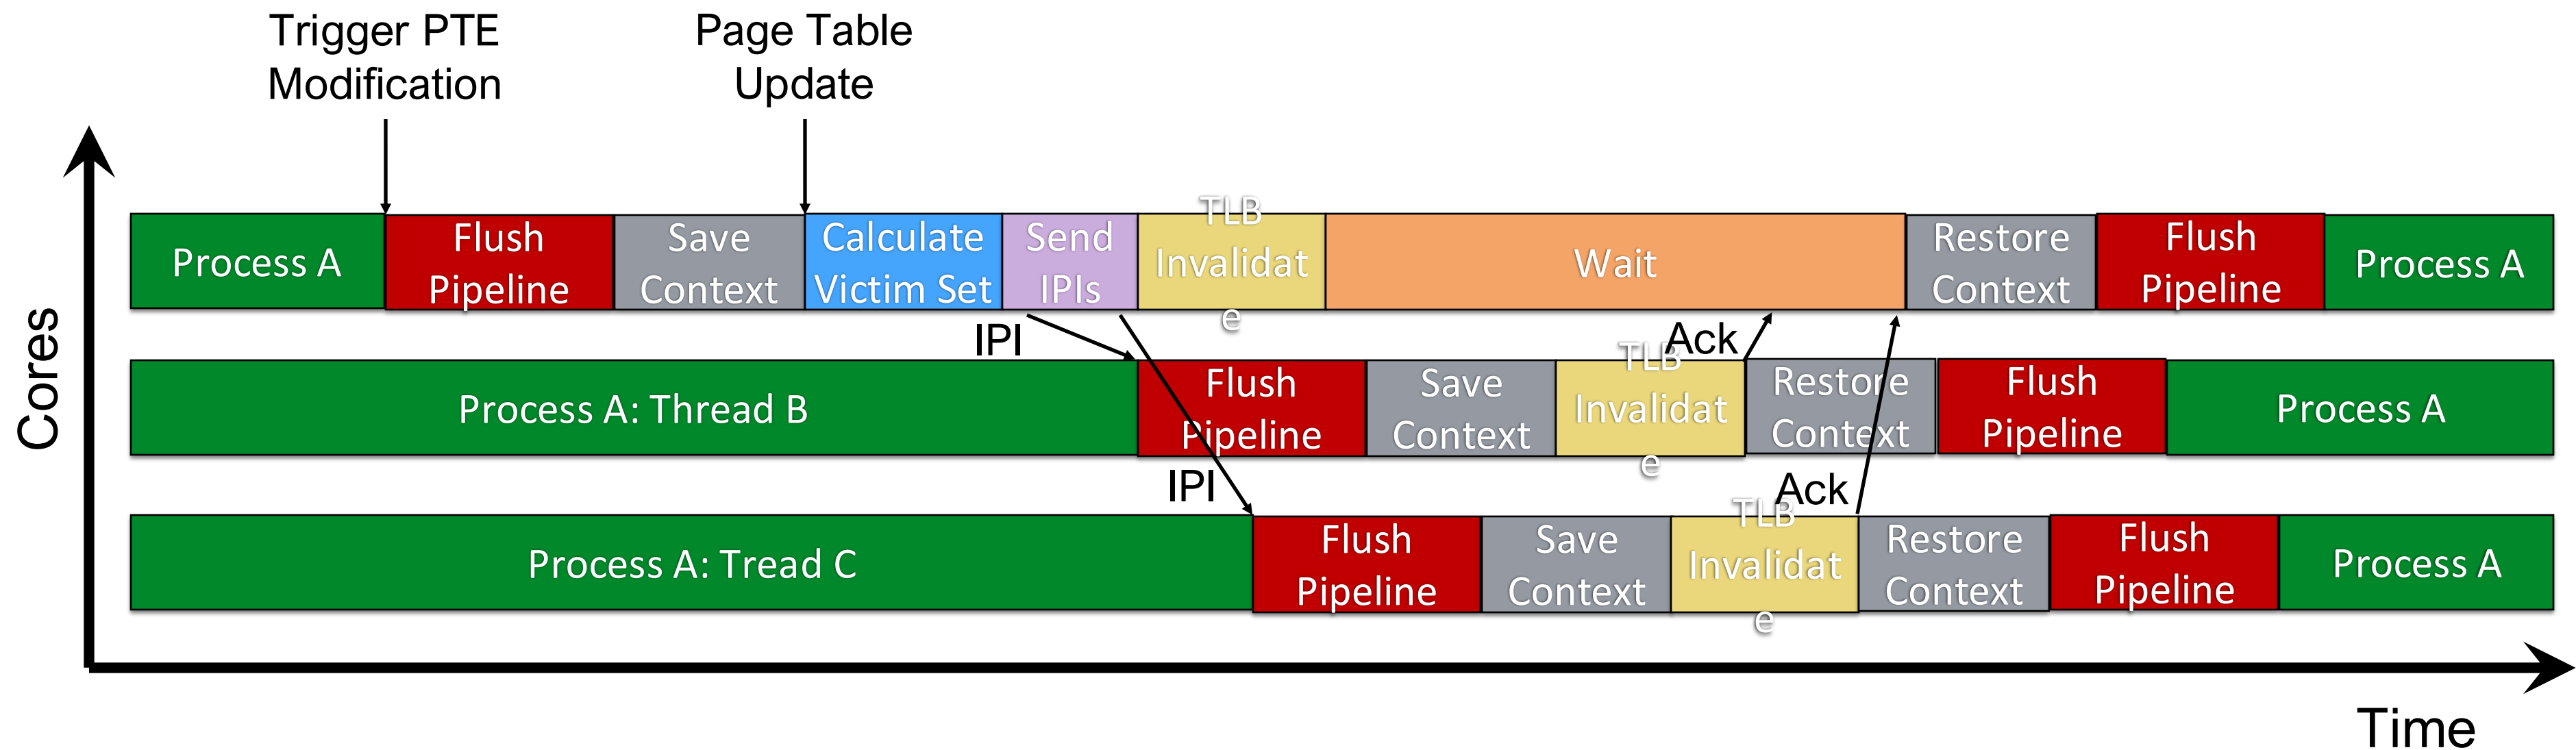 Trigger PTE
Modification
Page Table
Update
Cores
Process A
Flush
Pipeline
Save
Context
Calculate
Victim Set
Send
IPIs
TLB
Invalidat
e
Wait
Restore
Context
Flush
Pipeline
Process A
IPI
Ack
Process A: Thread B
Flush
Pipeline
Save
Context
TLB
Invalidat
e
Restore
Context
Flush
Pipeline
Process A
IPI
Ack
Process A: Tread C
Flush
Pipeline
Save
Context
TLB
Invalidat
e
Restore
Context
Flush
Pipeline
Process A
Time